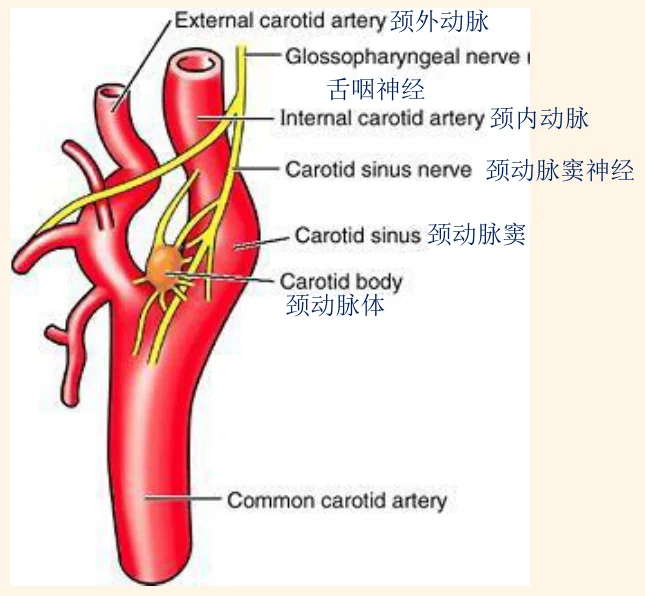 External carotid artery 颈外动脉
Glossopharyngeal nerve
舌咽神经
Internal carotid artery 颈内动脉
Carotid sinus nerve 颈动脉窦神经
Carotid sinus 颈动脉窦
Carotid body
颈动脉体
Common carotid artery